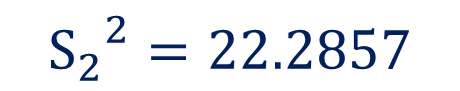 S₂² = 22.2857